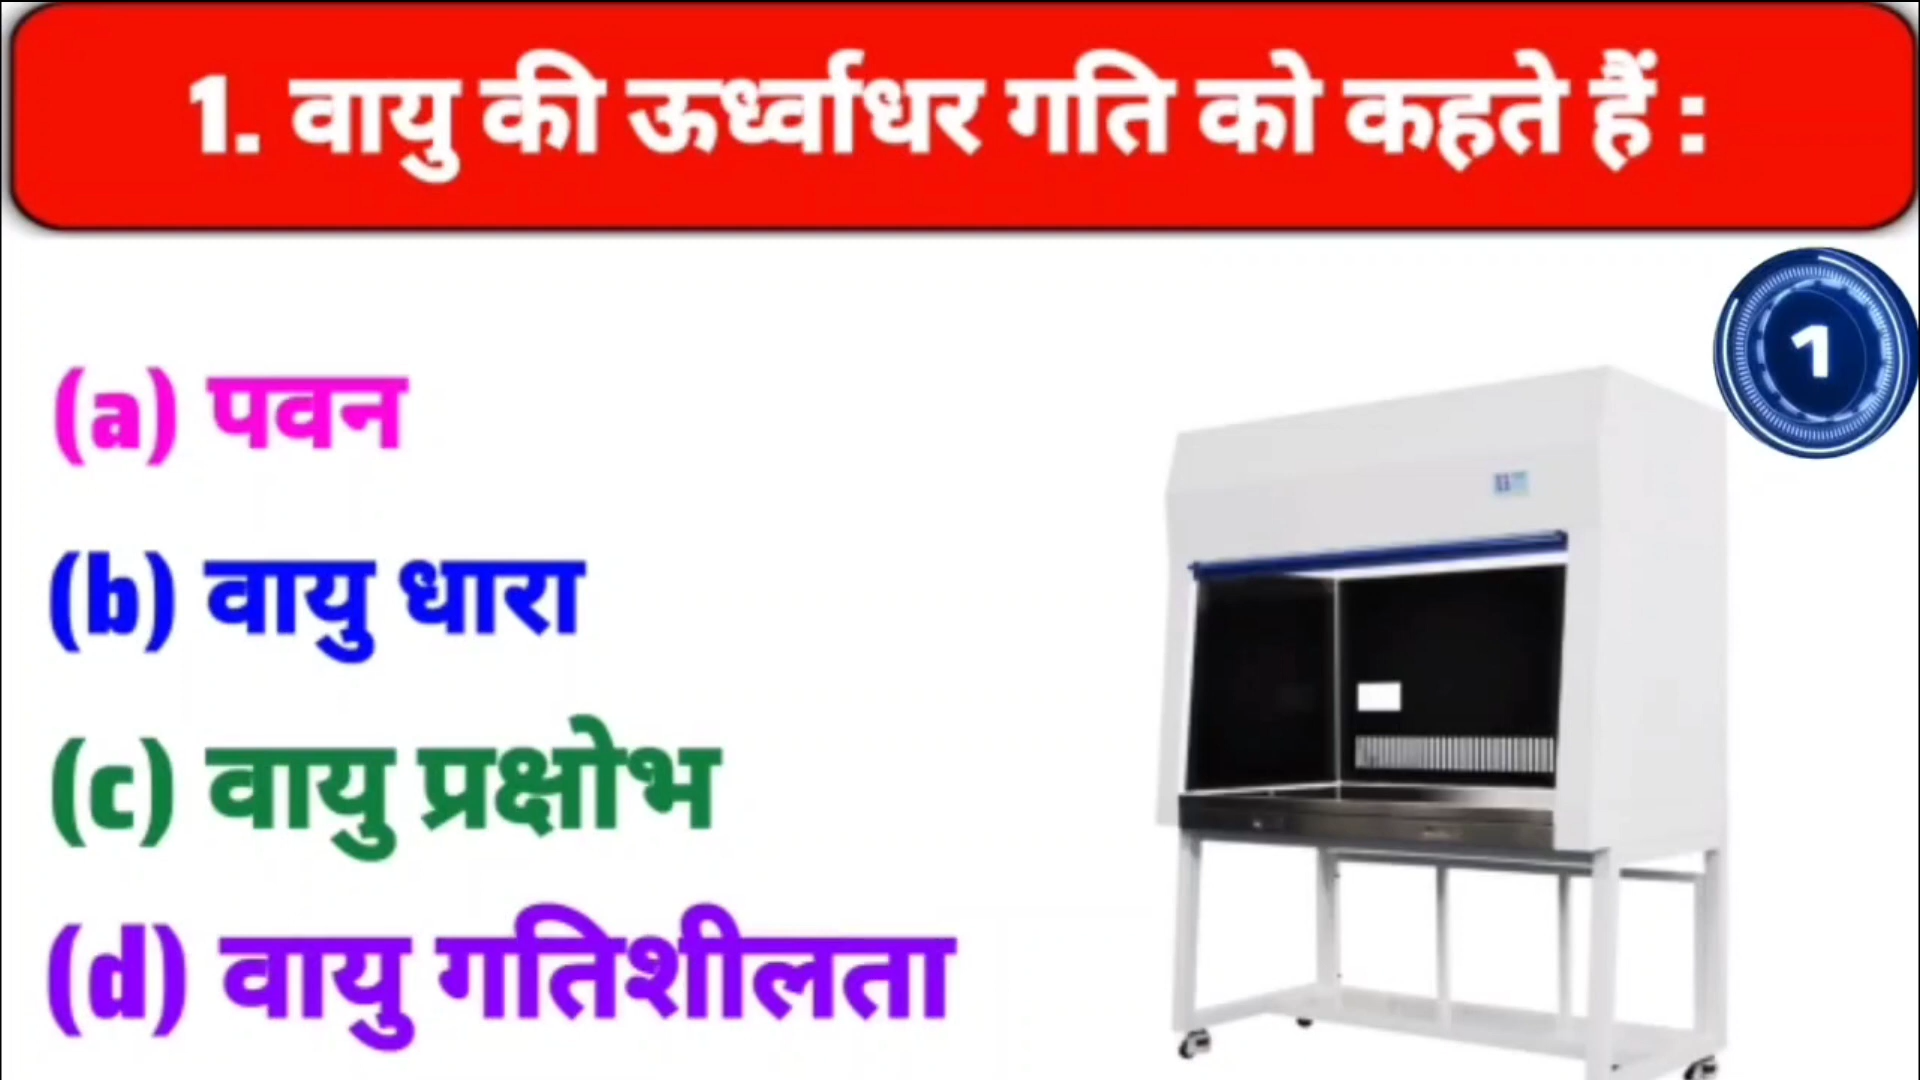 1. वायु की ऊर्ध्वाधर गति को कहते हैं :
1
(a) पवन
(b) वायु धारा
(c) वायु प्रक्षोभ
(d) वायु गतिशीलता